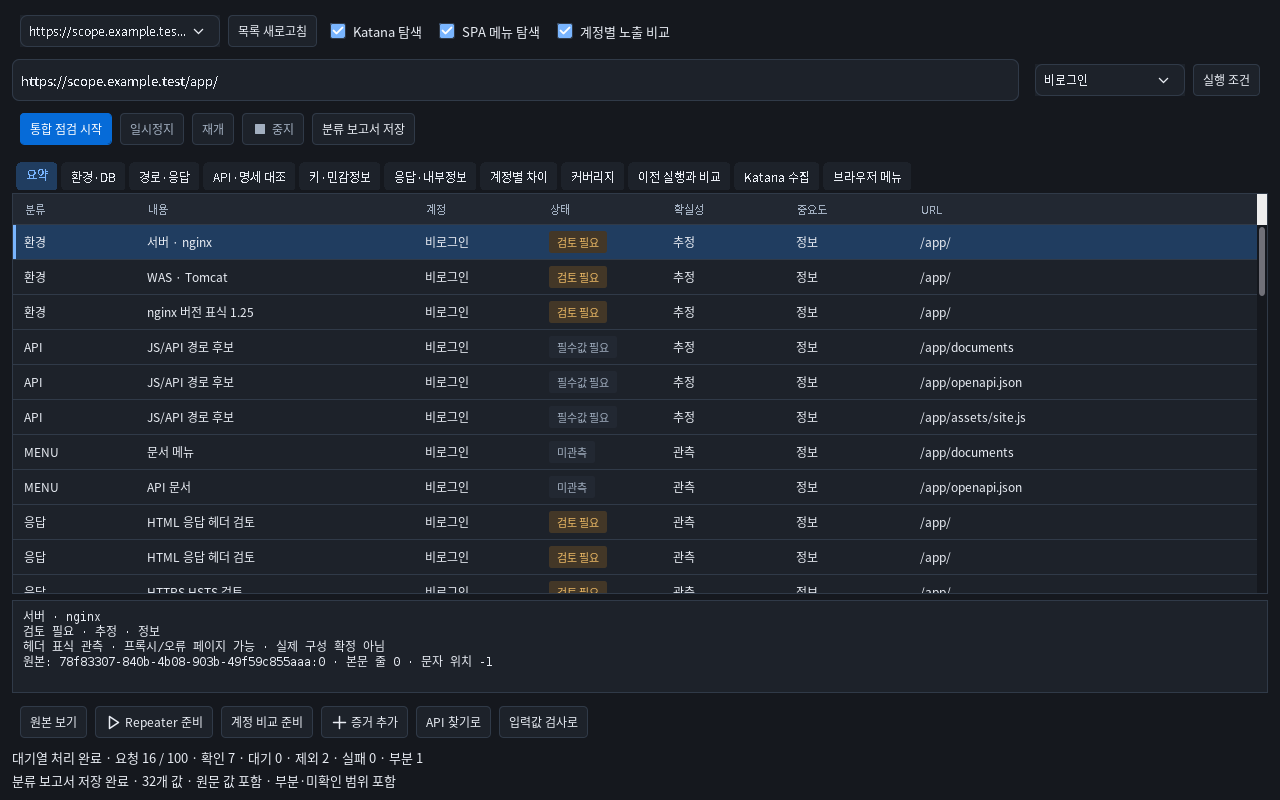 https://scope.example.tes... 목록 새로고침 Katana 탐색 SPA 메뉴 탐색 계정별 노출 비교
https://scope.example.test/app/ 비로그인 실행 조건
통합 점검 시작 일시정지 재개 중지 분류 보고서 저장
요약 환경·DB 경로·응답 API·명세 대조 키·민감정보 응답·내부정보 계정별 차이 커버리지 이전 실행과 비교 Katana 수집 브라우저 메뉴
분류 내용 계정 상태 확실성 중요도 URL
환경 서버 · nginx 비로그인 검토 필요 추정 정보 /app/
환경 WAS · Tomcat 비로그인 검토 필요 추정 정보 /app/
환경 nginx 버전 표식 1.25 비로그인 검토 필요 추정 정보 /app/
API JS/API 경로 후보 비로그인 필수값 필요 추정 정보 /app/documents
API JS/API 경로 후보 비로그인 필수값 필요 추정 정보 /app/openapi.json
API JS/API 경로 후보 비로그인 필수값 필요 추정 정보 /app/assets/site.js
MENU 문서 메뉴 비로그인 미관측 관측 정보 /app/documents
MENU API 문서 비로그인 미관측 관측 정보 /app/openapi.json
응답 HTML 응답 헤더 검토 비로그인 검토 필요 관측 정보 /app/
응답 HTML 응답 헤더 검토 비로그인 검토 필요 관측 정보 /app/
응답 HTTPS HSTS 검토 비로그인 검토 필요 관측 정보 /app/
서버 · nginx
검토 필요 · 추정 · 정보
헤더 표식 관측 · 프록시/오류 페이지 가능 · 실제 구성 확정 아님
원본: 78f83307-840b-4b08-903b-49f59c855aaa:0 · 본문 줄 0 · 문자 위치 -1
원본 보기 Repeater 준비 계정 비교 준비 증거 추가 API 찾기로 입력값 검사로
대기열 처리 완료 · 요청 16 / 100 · 확인 7 · 대기 0 · 제외 2 · 실패 0 · 부분 1
분류 보고서 저장 완료 · 32개 값 · 원문 값 포함 · 부분·미확인 범위 포함